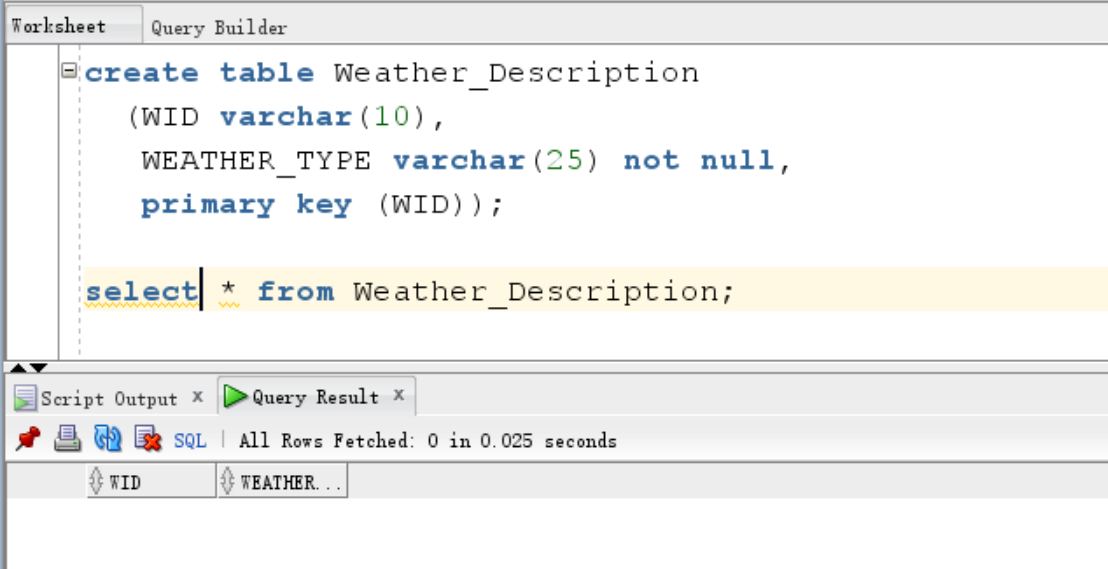 Worksheet Query Builder
create table Weather_Description
(WID varchar(10),
WEATHER_TYPE varchar(25) not null,
primary key (WID));
select * from Weather_Description;
Script Output x Query Result x
SQL | All Rows Fetched: 0 in 0.025 seconds
WID WEATHER...